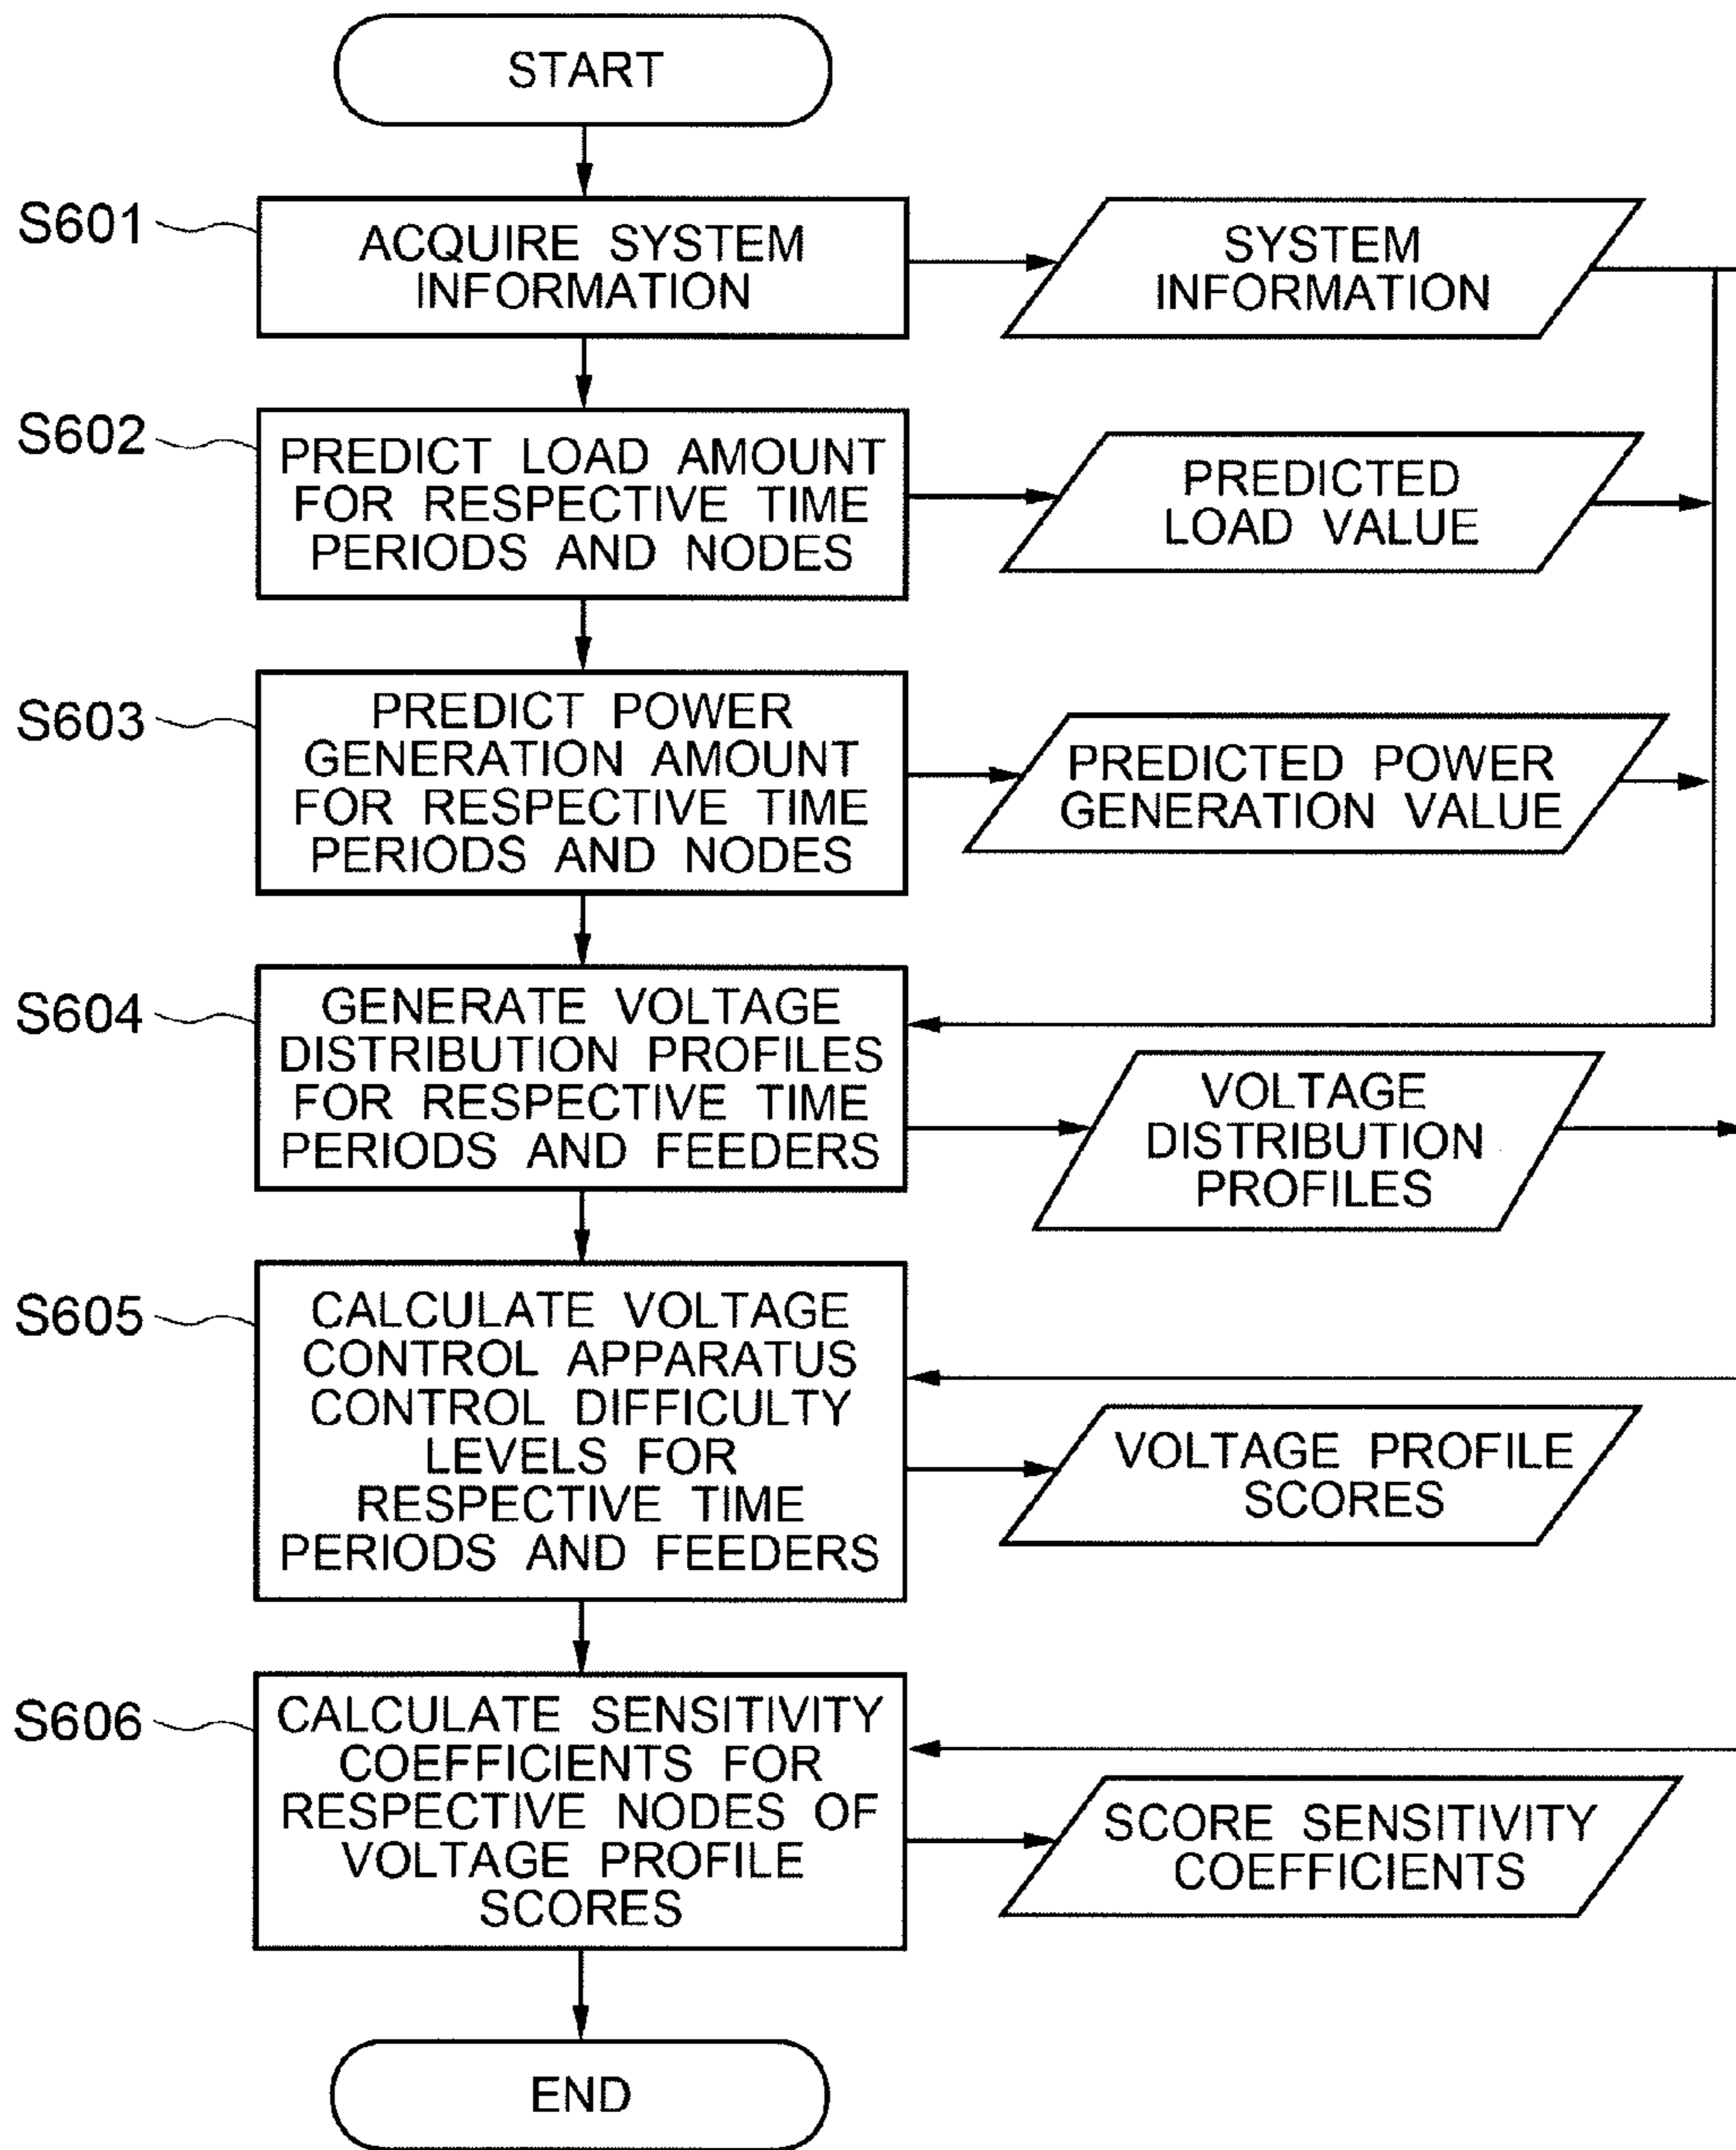 START
S601
ACQUIRE SYSTEM
INFORMATION
SYSTEM
INFORMATION
S602
PREDICT LOAD AMOUNT
FOR RESPECTIVE TIME
PERIODS AND NODES
PREDICTED
LOAD VALUE
S603
PREDICT POWER
GENERATION AMOUNT
FOR RESPECTIVE TIME
PERIODS AND NODES
PREDICTED POWER
GENERATION VALUE
S604
GENERATE VOLTAGE
DISTRIBUTION PROFILES
FOR RESPECTIVE TIME
PERIODS AND FEEDERS
VOLTAGE
DISTRIBUTION
PROFILES
S605
CALCULATE VOLTAGE
CONTROL APPARATUS
CONTROL DIFFICULTY
LEVELS FOR
RESPECTIVE TIME
PERIODS AND FEEDERS
VOLTAGE PROFILE
SCORES
S606
CALCULATE SENSITIVITY
COEFFICIENTS FOR
RESPECTIVE NODES OF
VOLTAGE PROFILE
SCORES
SCORE SENSITIVITY
COEFFICIENTS
END